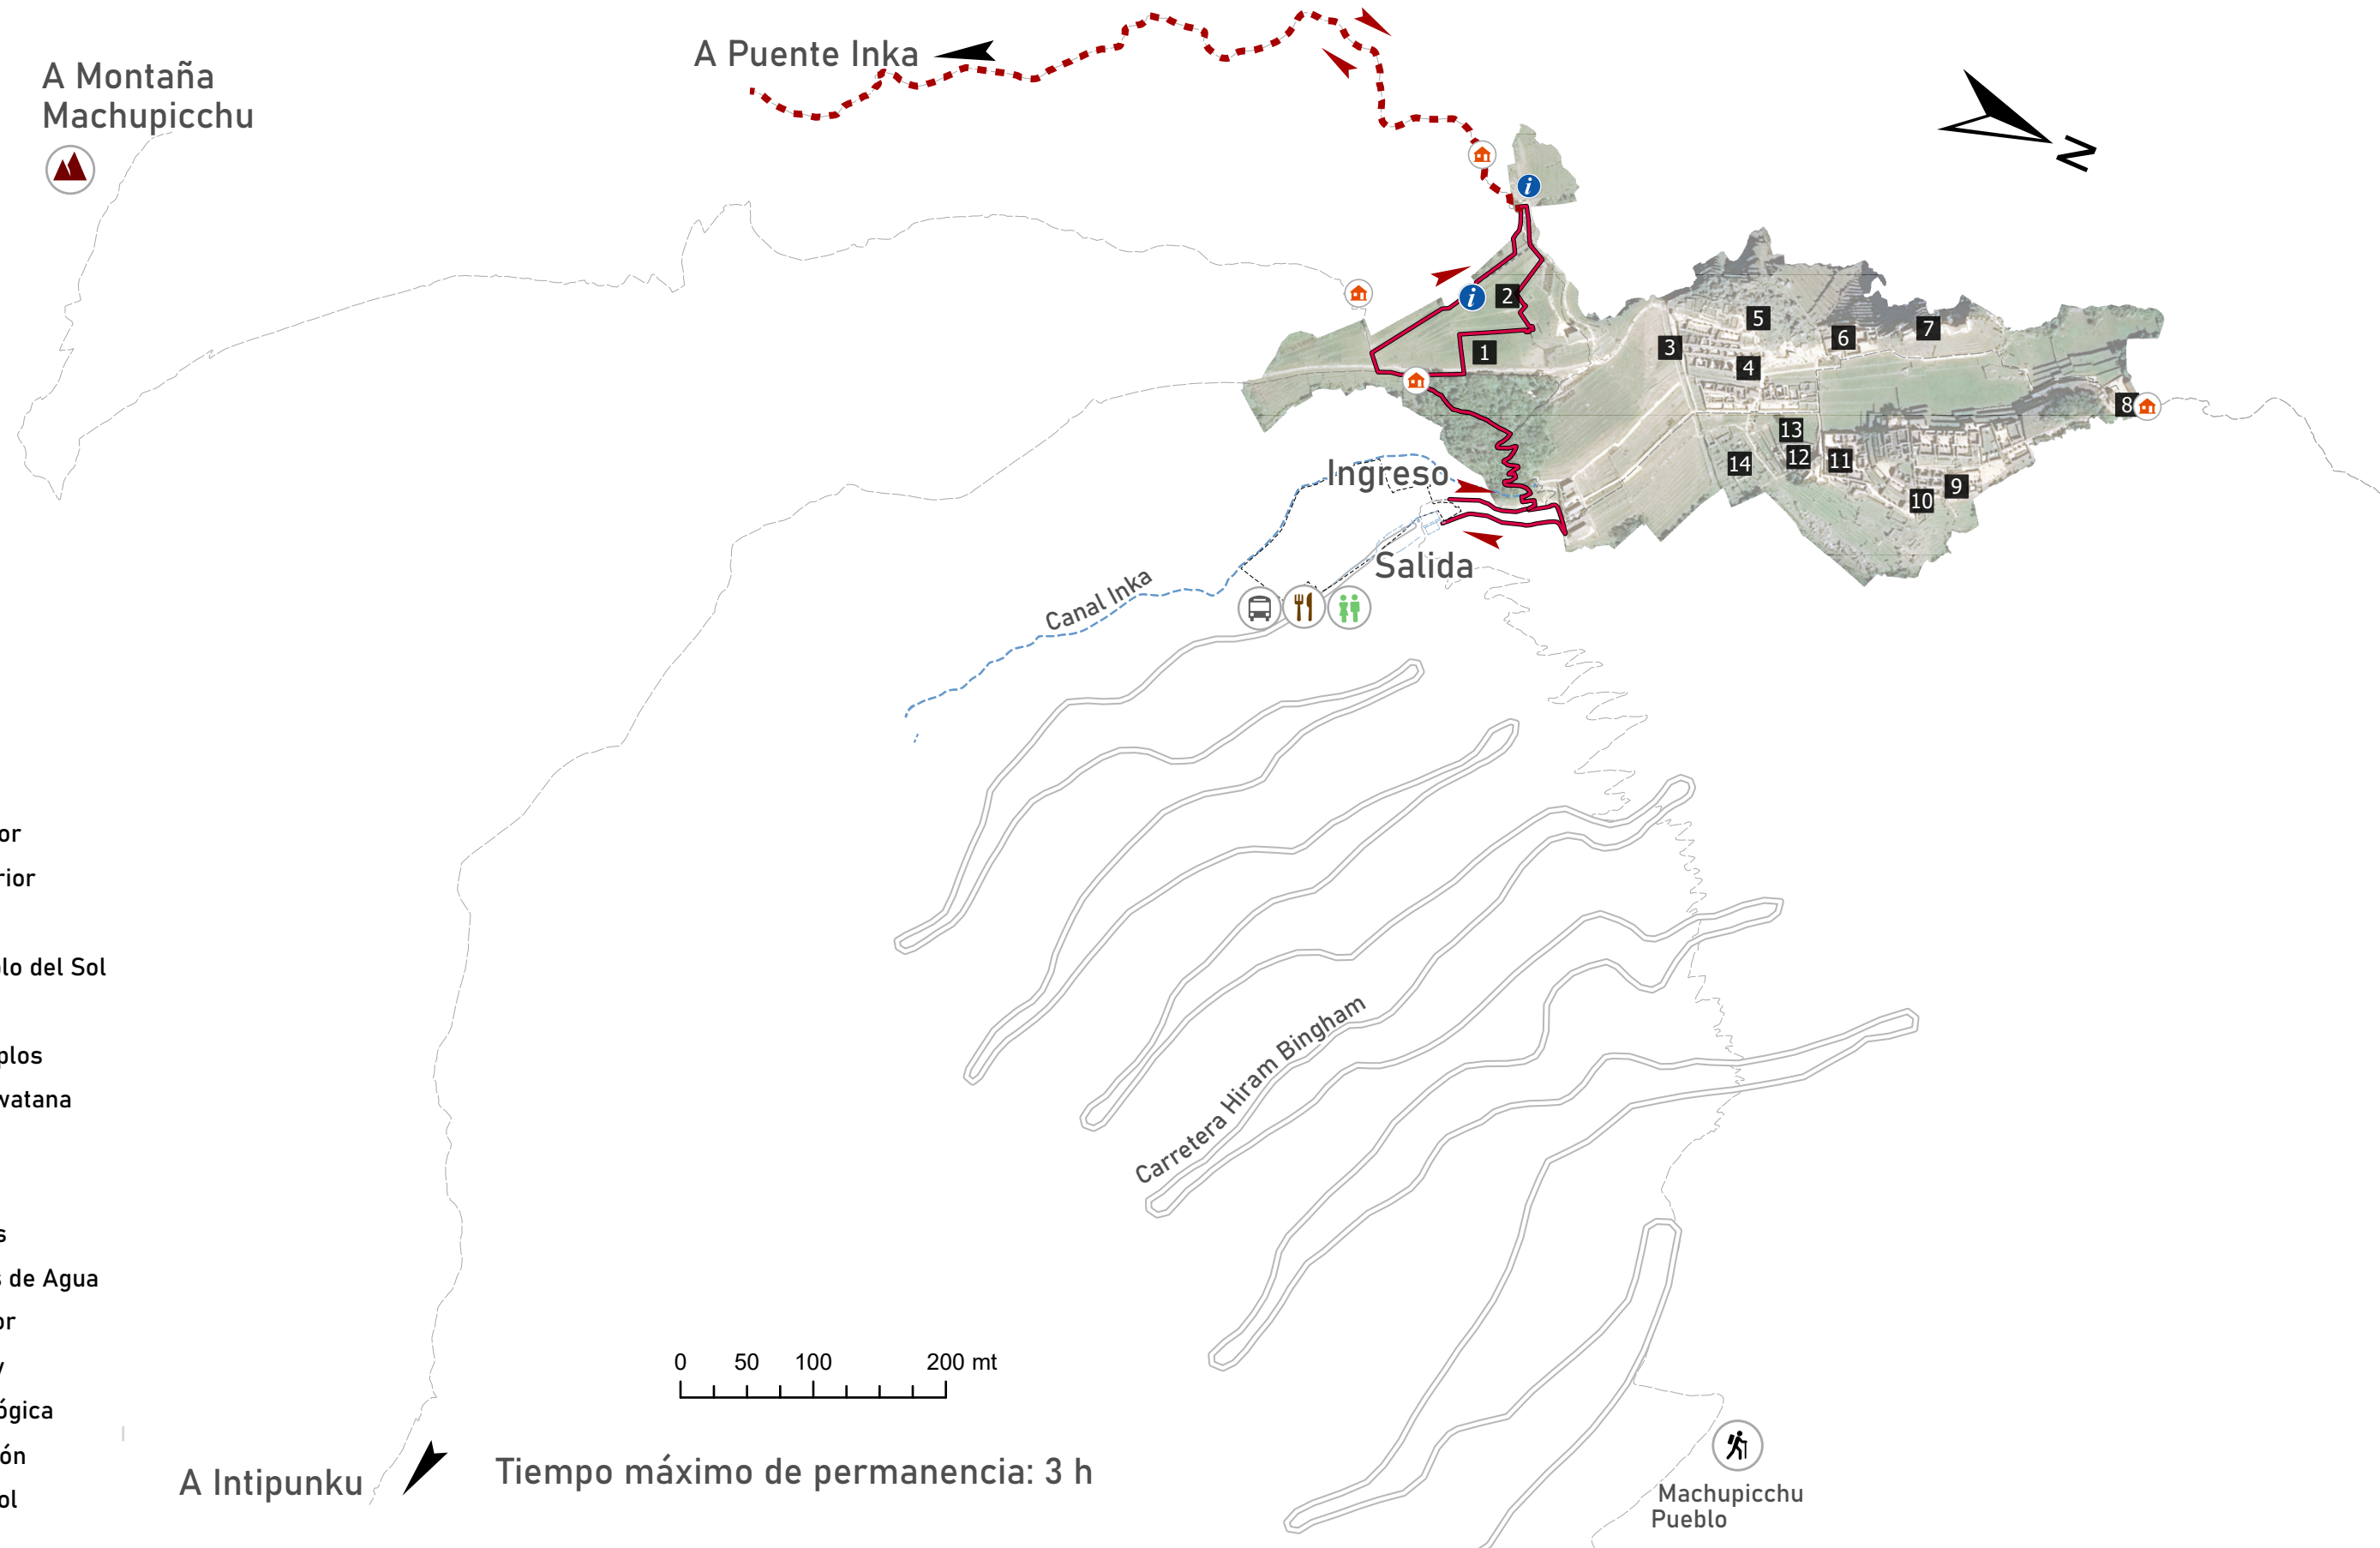 A Montaña
Machupicchu
A Puente Inka
N
i
i
1
2
3
4
5
6
7
8
9
10
11
12
13
14
Ingreso
Salida
Canal Inka
Carretera Hiram Bingham
or
rior
lo del Sol
plos
watana
s
s de Agua
or
y
ógica
ón
ol
0 50 100 200 mt
A Intipunku
Tiempo máximo de permanencia: 3 h
Machupicchu
Pueblo